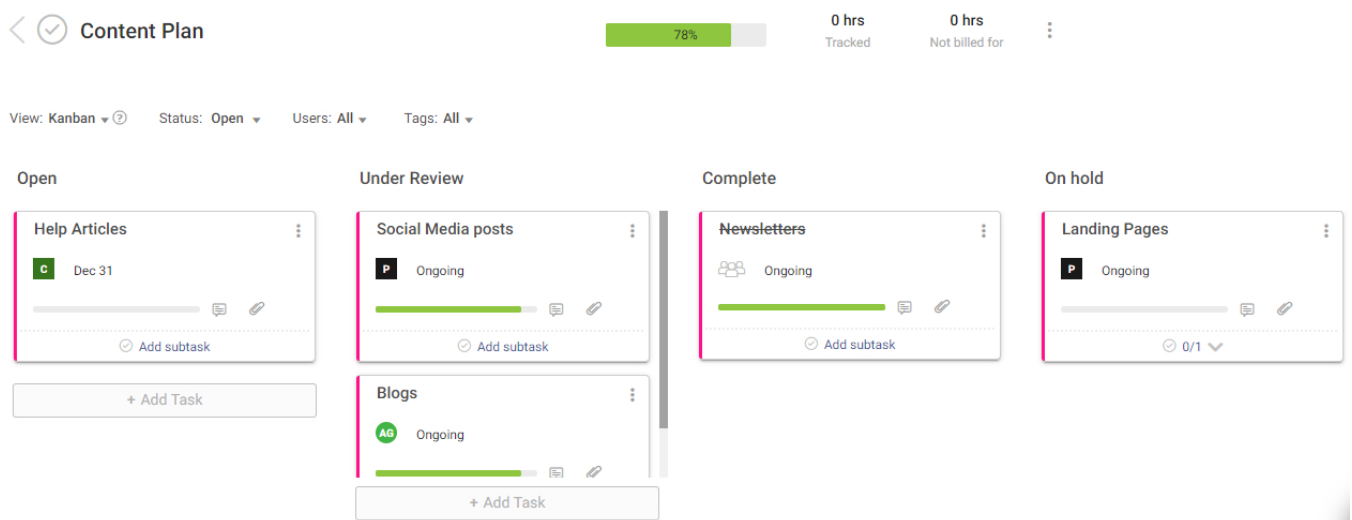 Content Plan
78%
0 hrs
Tracked
0 hrs
Not billed for
View: Kanban ?
Status: Open
Users: All
Tags: All
Open
Help Articles
C
Dec 31
Add subtask
+ Add Task
Under Review
Social Media posts
P
Ongoing
Add subtask
Blogs
AG
Ongoing
+ Add Task
Complete
Newsletters
Ongoing
Add subtask
On hold
Landing Pages
P
Ongoing
0/1